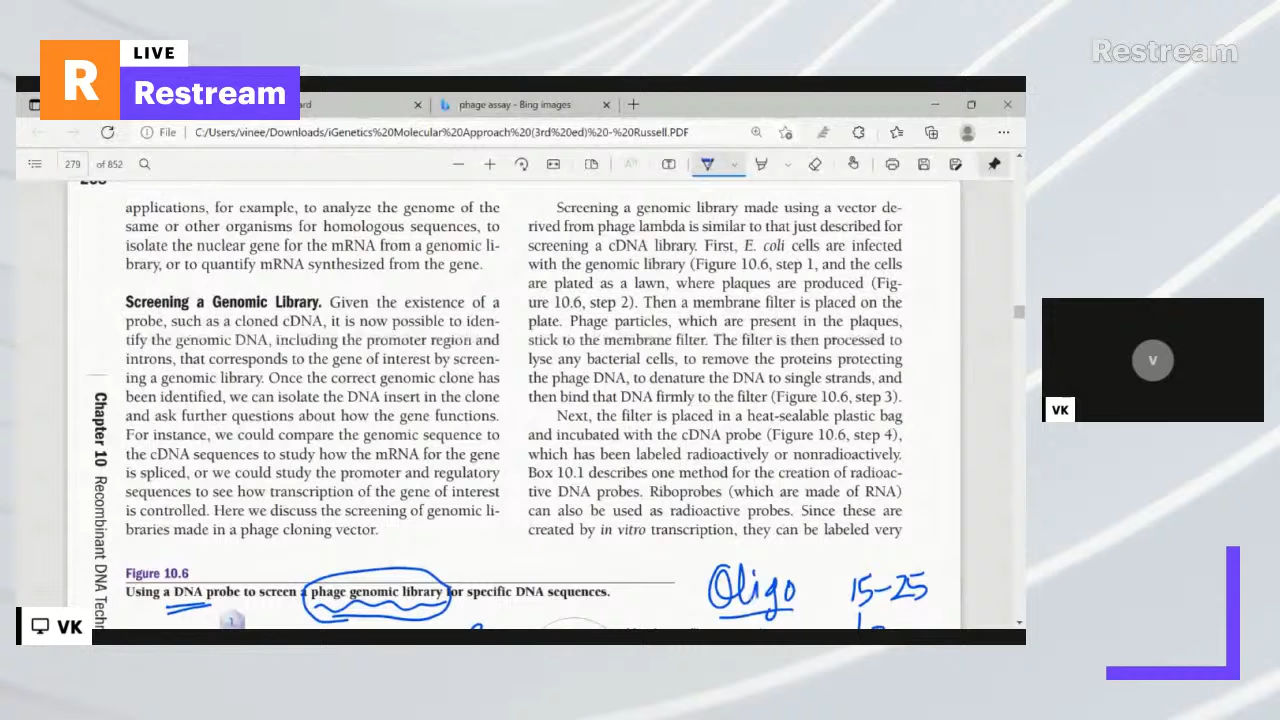 R
LIVE
Restream
Restream
phage assay - Bing images
File
C:/Users/vinee/Downloads/iGenetics%20Molecular%20Approach%20(3rd%20ed)%20-%20Russell.PDF
279 of 852
applications, for example, to analyze the genome of the
same or other organisms for homologous sequences, to
isolate the nuclear gene for the mRNA from a genomic li-
brary, or to quantify mRNA synthesized from the gene.
Screening a Genomic Library. Given the existence of a
probe, such as a cloned cDNA, it is now possible to iden-
tify the genomic DNA, including the promoter region and
introns, that corresponds to the gene of interest by screen-
ing a genomic library. Once the correct genomic clone has
been identified, we can isolate the DNA insert in the clone
and ask further questions about how the gene functions.
For instance, we could compare the genomic sequence to
the cDNA sequences to study how the mRNA for the gene
is spliced, or we could study the promoter and regulatory
sequences to see how transcription of the gene of interest
is controlled. Here we discuss the screening of genomic li-
braries made in a phage cloning vector.
Screening a genomic library made using a vector de-
rived from phage lambda is similar to that just described for
screening a cDNA library. First, E. coli cells are infected
with the genomic library (Figure 10.6, step 1, and the cells
are plated as a lawn, where plaques are produced (Fig-
ure 10.6, step 2). Then a membrane filter is placed on the
plate. Phage particles, which are present in the plaques,
stick to the membrane filter. The filter is then processed to
lyse any bacterial cells, to remove the proteins protecting
the phage DNA, to denature the DNA to single strands, and
then bind that DNA firmly to the filter (Figure 10.6, step 3).
Next, the filter is placed in a heat-sealable plastic bag
and incubated with the cDNA probe (Figure 10.6, step 4),
which has been labeled radioactively or nonradioactively.
Box 10.1 describes one method for the creation of radioac-
tive DNA probes. Riboprobes (which are made of RNA)
can also be used as radioactive probes. Since these are
created by in vitro transcription, they can be labeled very
Chapter 10 Recombinant DNA Techn
Figure 10.6
Using a DNA probe to screen a phage genomic library for specific DNA sequences.
Oligo 15-25
1
V
VK
VK